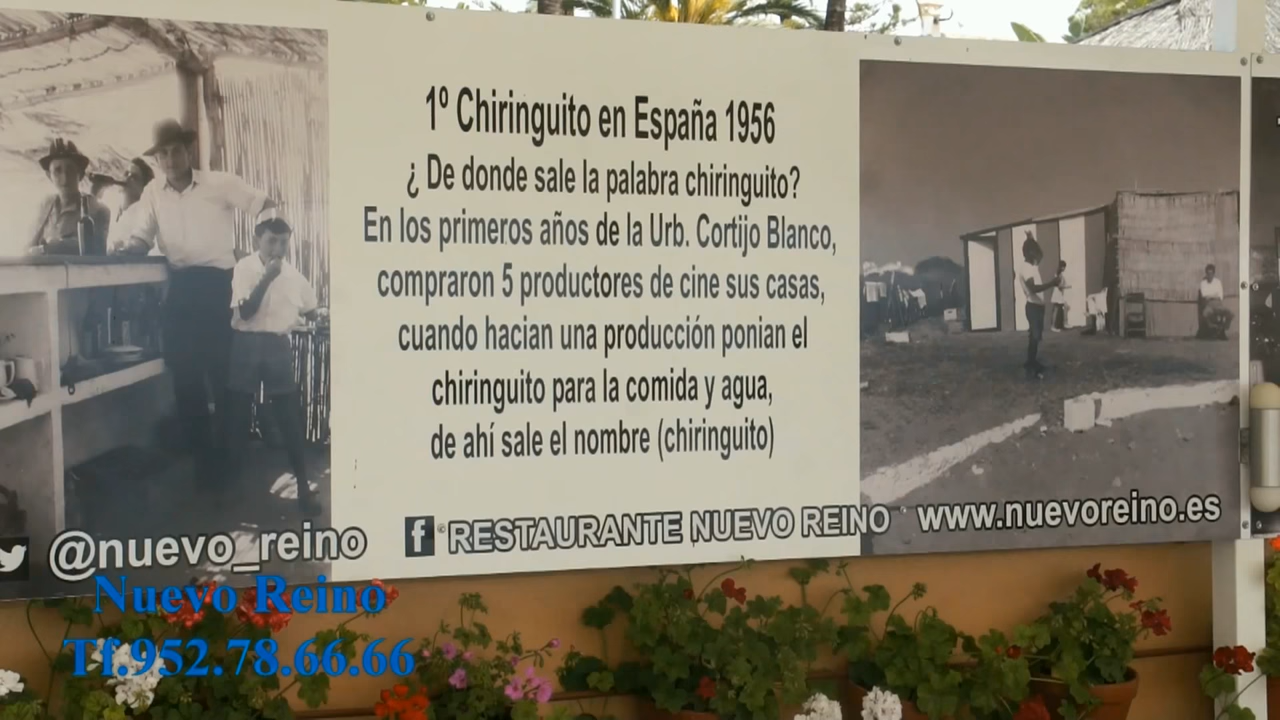 1º Chiringuito en España 1956
¿ De donde sale la palabra chiringuito?
En los primeros años de la Urb. Cortijo Blanco,
compraron 5 productores de cine sus casas,
cuando hacian una producción ponian el
chiringuito para la comida y agua,
de ahí sale el nombre (chiringuito)
@nuevo_reino
f RESTAURANTE NUEVO REINO
www.nuevoreino.es
Nuevo Reino
Tf.952.78.66.66